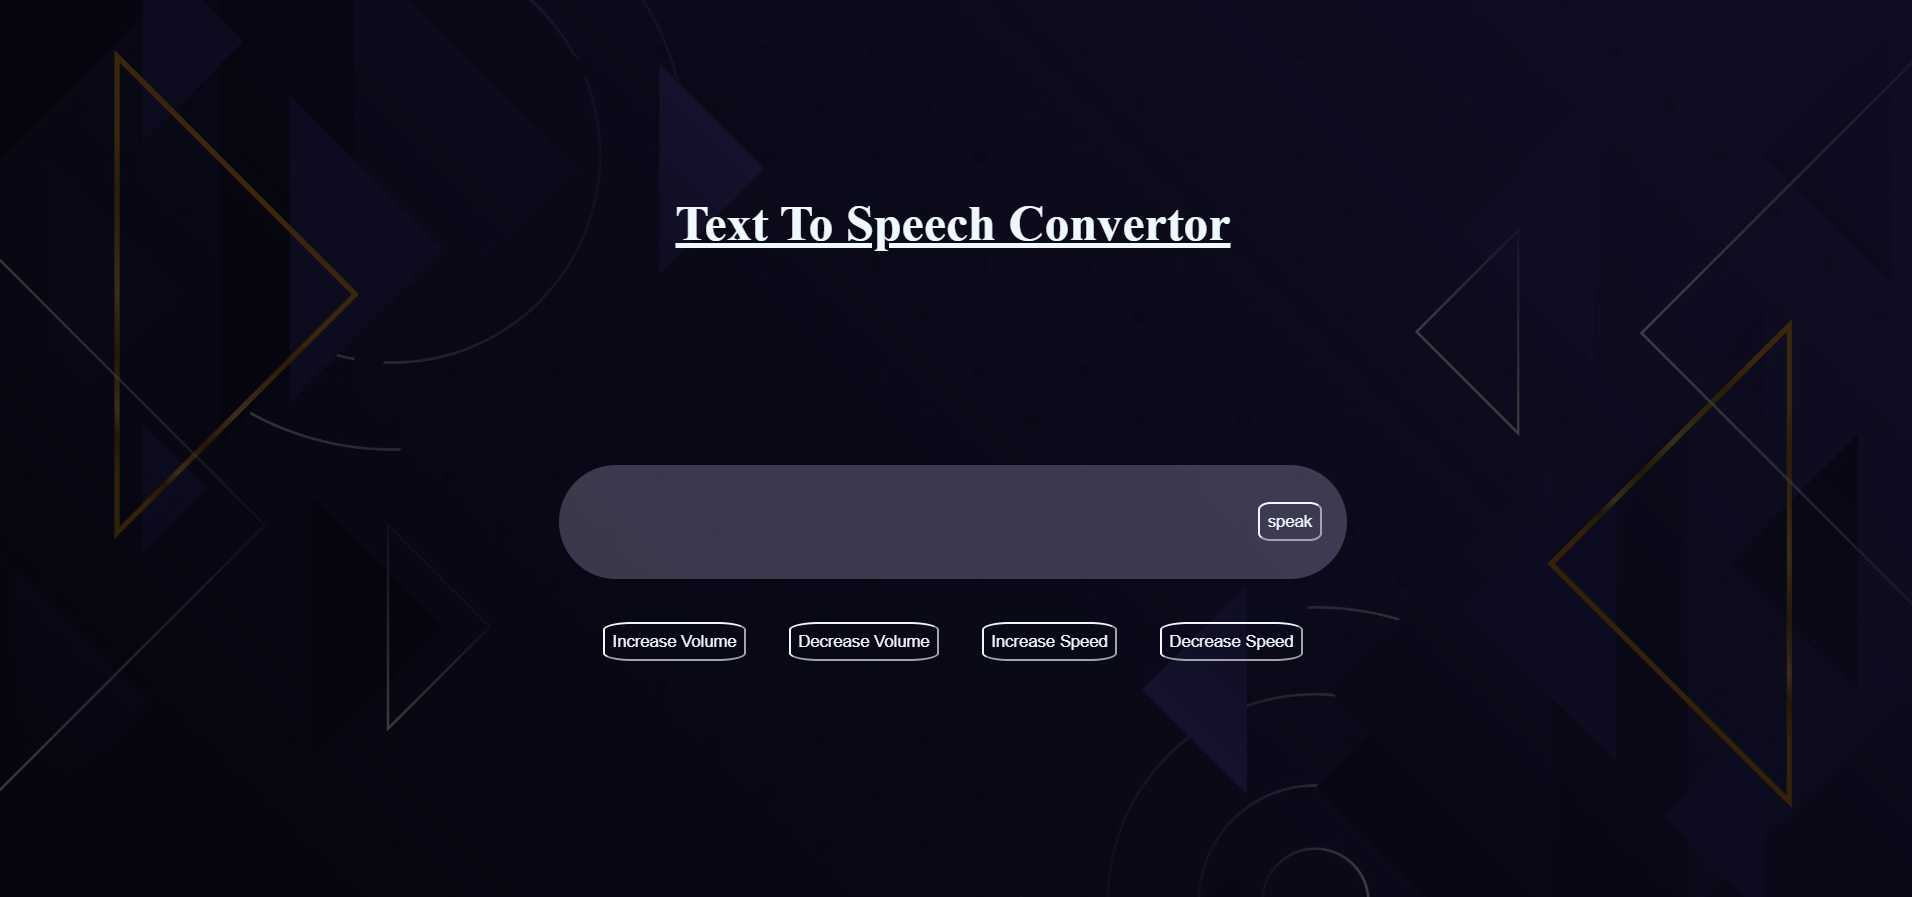 Text To Speech Convertor
speak
Increase Volume
Decrease Volume
Increase Speed
Decrease Speed